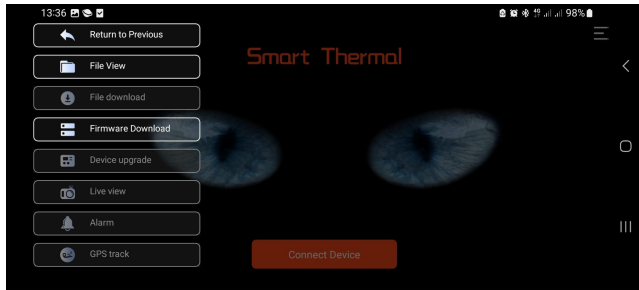 13:36
98%
Return to Previous
File View
Smart Thermal
File download
Firmware Download
Device upgrade
Live view
Alarm
GPS track
Connect Device